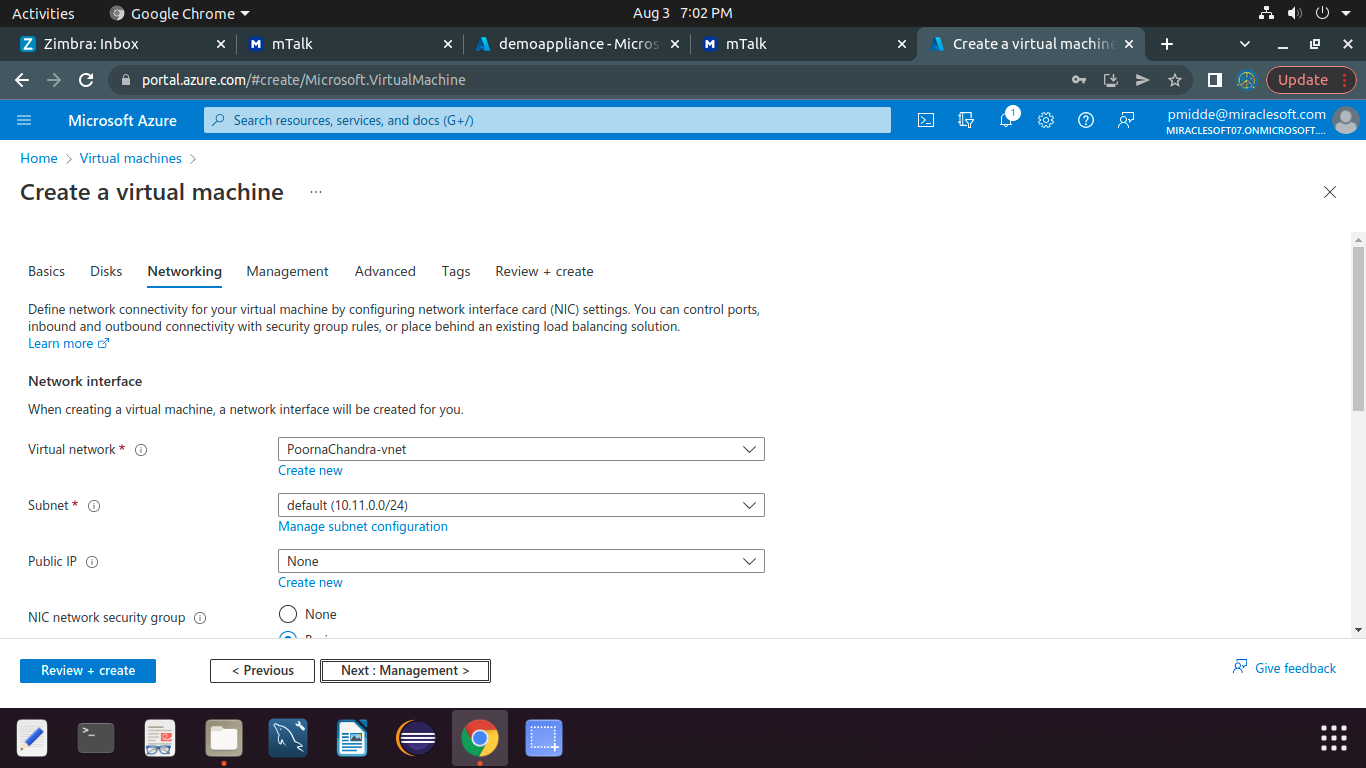 Activities
Google Chrome
Aug 3 7:02 PM
Zimbra: Inbox
mTalk
demoappliance - Micros
mTalk
Create a virtual machine
portal.azure.com/#create/Microsoft.VirtualMachine
Update
Microsoft Azure
Search resources, services, and docs (G+/)
1
pmidde@miraclesoft.com
MIRACLESOFT07.ONMICROSOFT....
Home > Virtual machines >
Create a virtual machine ...
Basics
Disks
Networking
Management
Advanced
Tags
Review + create
Define network connectivity for your virtual machine by configuring network interface card (NIC) settings. You can control ports,
inbound and outbound connectivity with security group rules, or place behind an existing load balancing solution.
Learn more
Network interface
When creating a virtual machine, a network interface will be created for you.
Virtual network *
PoornaChandra-vnet
Create new
Subnet *
default (10.11.0.0/24)
Manage subnet configuration
Public IP
None
Create new
NIC network security group
None
Review + create
< Previous
Next : Management >
Give feedback